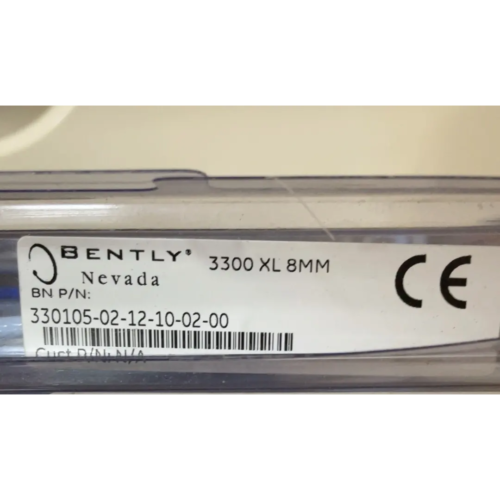 BENTLY®
Nevada
3300 XL 8MM
CE
BN P/N:
330105-02-12-10-02-00
Cust P/N: N/A